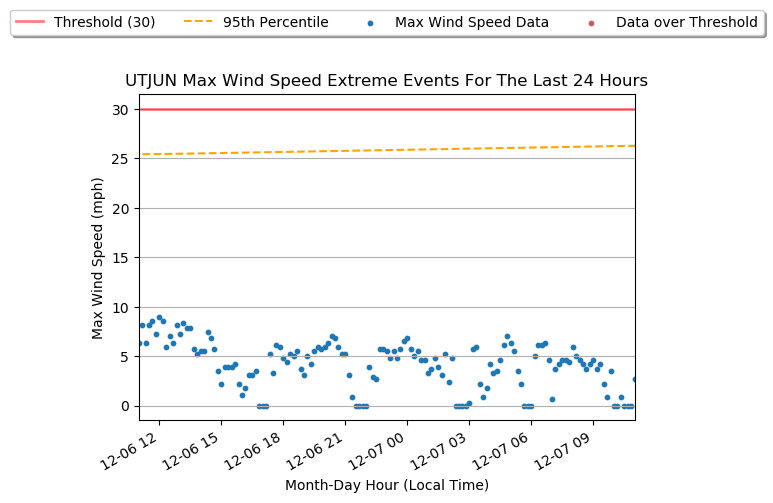 Threshold (30) 95th Percentile Max Wind Speed Data Data over Threshold
UTJUN Max Wind Speed Extreme Events For The Last 24 Hours
30
25
20
15
10
5
0
Max Wind Speed (mph)
12-06 12 12-06 15 12-06 18 12-06 21 12-07 00 12-07 03 12-07 06 12-07 09
Month-Day Hour (Local Time)